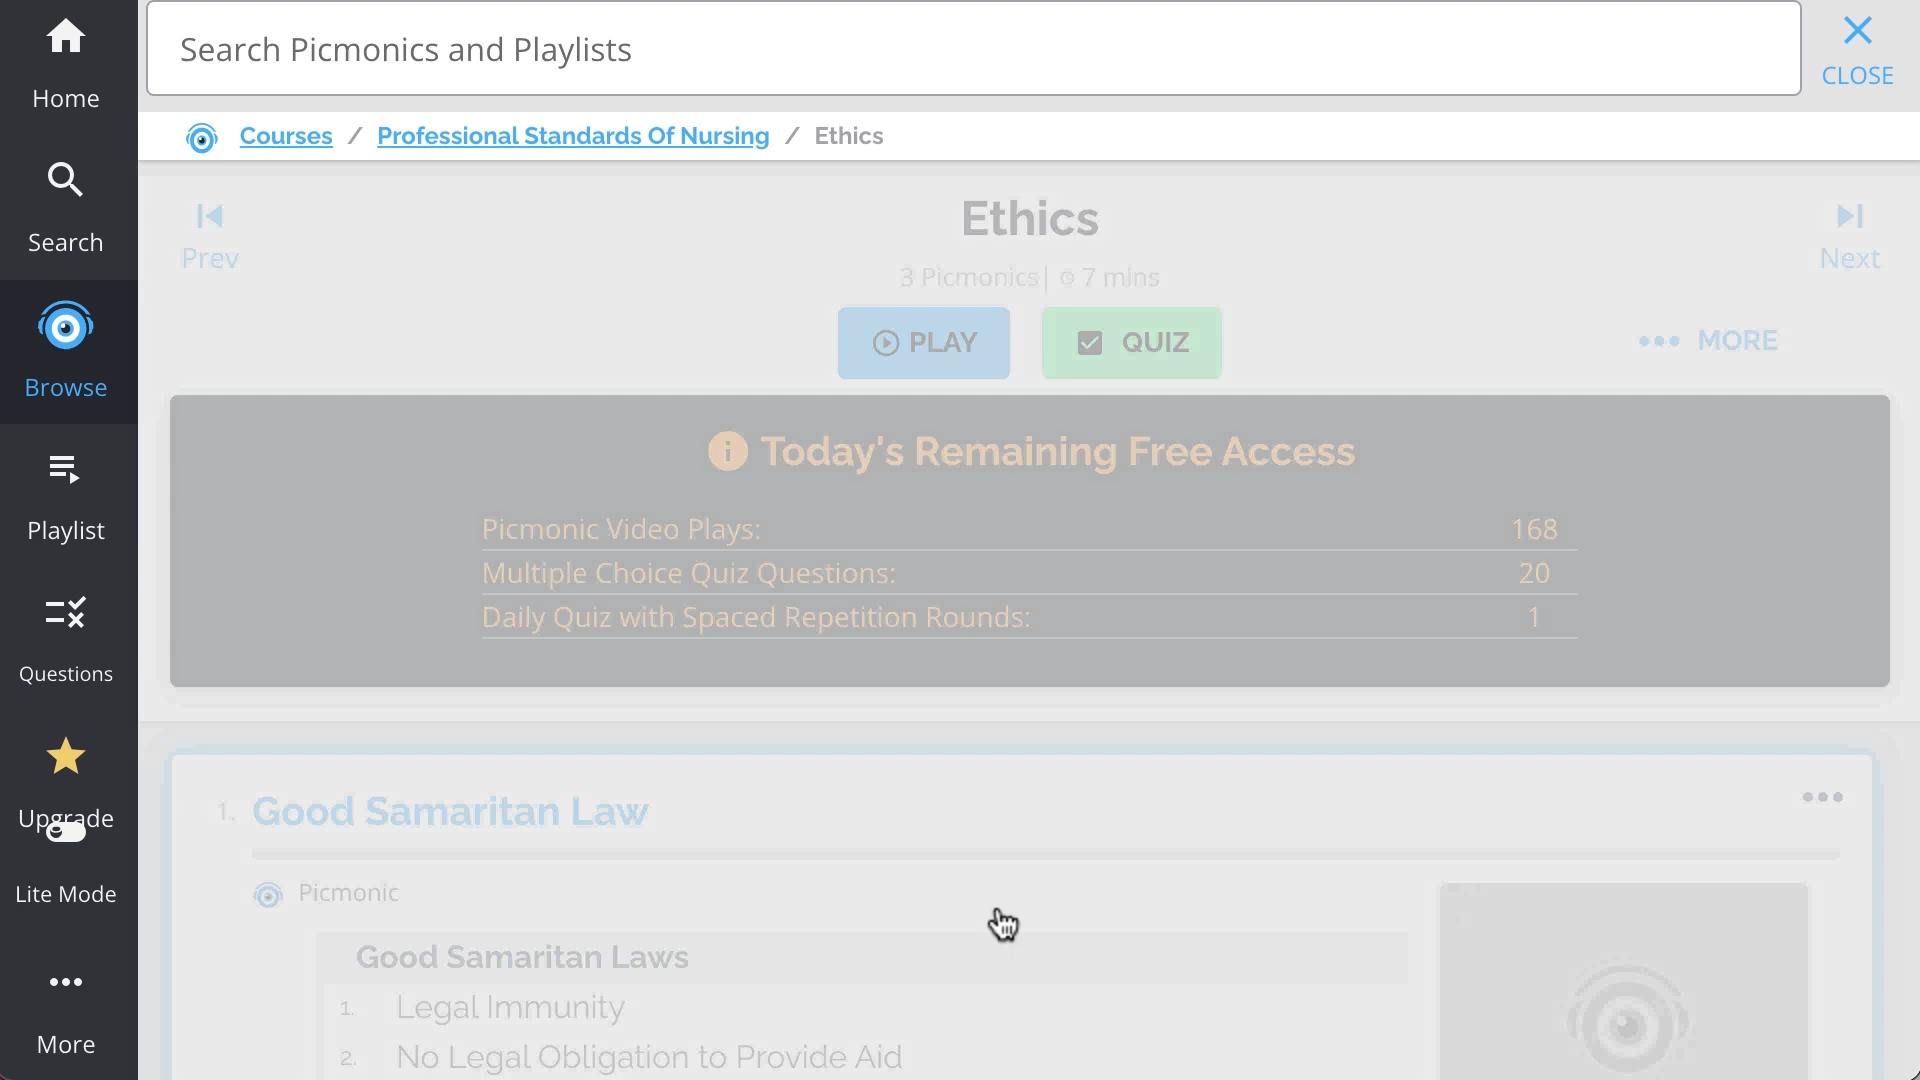 Home
Search
Browse
Playlist
Questions
Upgrade
Lite Mode
More
Search Picmonics and Playlists
CLOSE
Courses / Professional Standards Of Nursing / Ethics
Prev
Ethics
Next
3 Picmonics | 7 mins
PLAY
QUIZ
MORE
Today's Remaining Free Access
Picmonic Video Plays: 168
Multiple Choice Quiz Questions: 20
Daily Quiz with Spaced Repetition Rounds: 1
1. Good Samaritan Law
Picmonic
Good Samaritan Laws
1. Legal Immunity
2. No Legal Obligation to Provide Aid